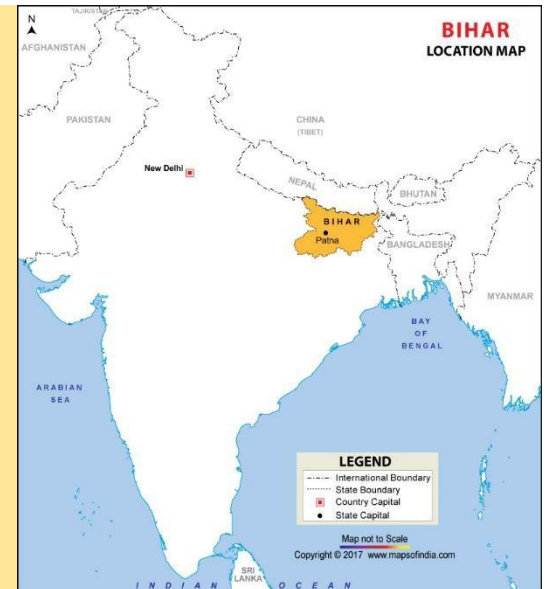 BIHAR
LOCATION MAP
N
TAJIKISTAN
AFGHANISTAN
PAKISTAN
CHINA
(TIBET)
New Delhi
NEPAL
BHUTAN
BIHAR
Patna
BANGLADESH
MYANMAR
BAY
OF
BENGAL
ARABIAN
SEA
LEGEND
International Boundary
State Boundary
Country Capital
State Capital
Map not to Scale
Copyright © 2017 www.mapsofindia.com
SRI
LANKA
INDIAN OCEAN